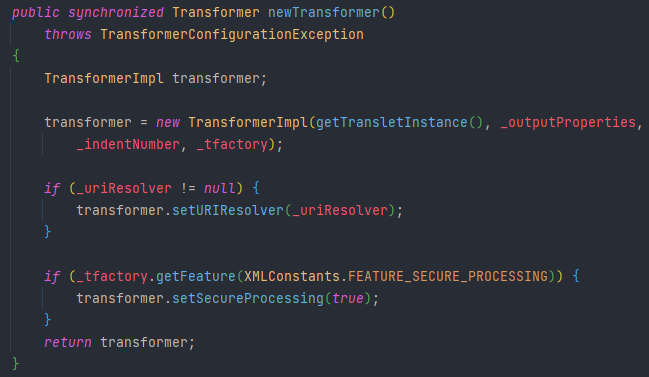 public synchronized Transformer newTransformer()
    throws TransformerConfigurationException
{
    TransformerImpl transformer;

    transformer = new TransformerImpl(getTransletInstance(), _outputProperties,
        _indentNumber, _tfactory);

    if (_uriResolver != null) {
        transformer.setURIResolver(_uriResolver);
    }

    if (_tfactory.getFeature(XMLConstants.FEATURE_SECURE_PROCESSING)) {
        transformer.setSecureProcessing(true);
    }
    return transformer;
}